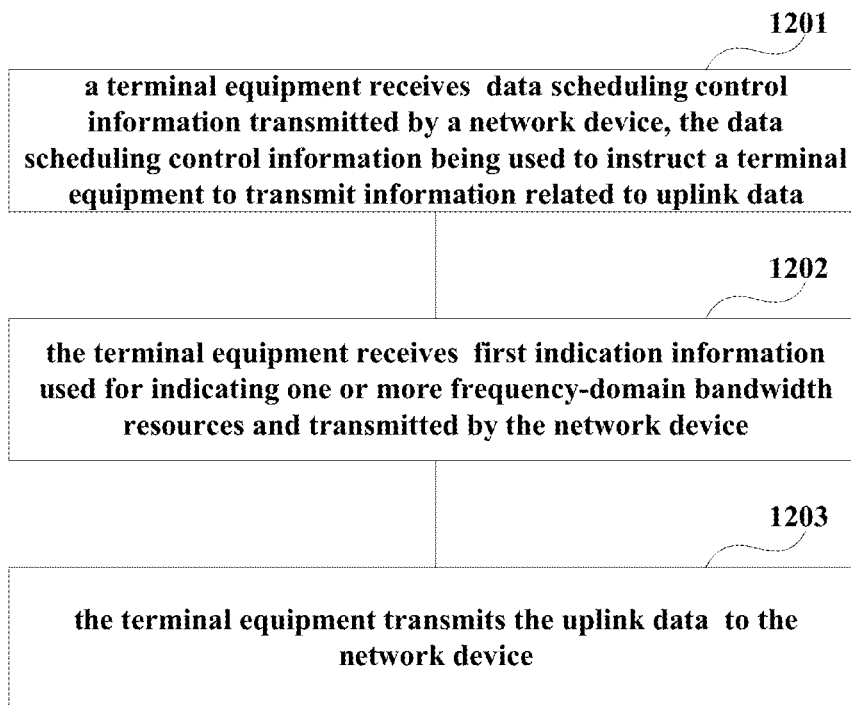 1201
a terminal equipment receives data scheduling control
information transmitted by a network device, the data
scheduling control information being used to instruct a terminal
equipment to transmit information related to uplink data
1202
the terminal equipment receives first indication information
used for indicating one or more frequency-domain bandwidth
resources and transmitted by the network device
1203
the terminal equipment transmits the uplink data to the
network device